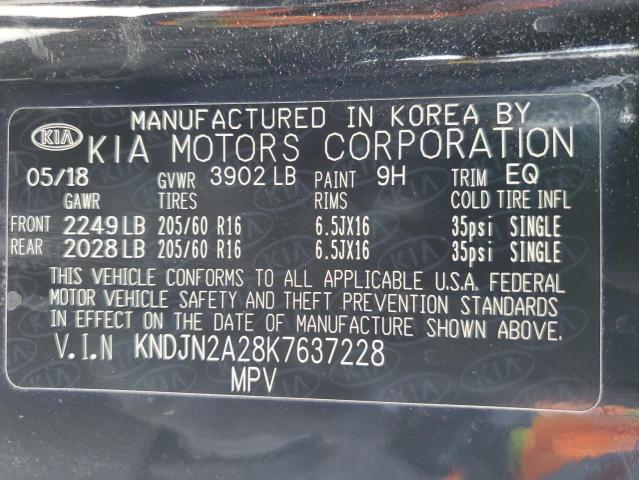 MANUFACTURED IN KOREA BY
KIA KIA MOTORS CORPORATION
05/18 GVWR 3902 LB PAINT 9H TRIM EQ
GAWR TIRES RIMS COLD TIRE INFL
FRONT 2249 LB 205/60 R16 6.5JX16 35psi SINGLE
REAR 2028 LB 205/60 R16 6.5JX16 35psi SINGLE
THIS VEHICLE CONFORMS TO ALL APPLICABLE U.S.A. FEDERAL
MOTOR VEHICLE SAFETY AND THEFT PREVENTION STANDARDS
IN EFFECT ON THE DATE OF MANUFACTURE SHOWN ABOVE.
V.I.N KNDJN2A28K7637228
MPV